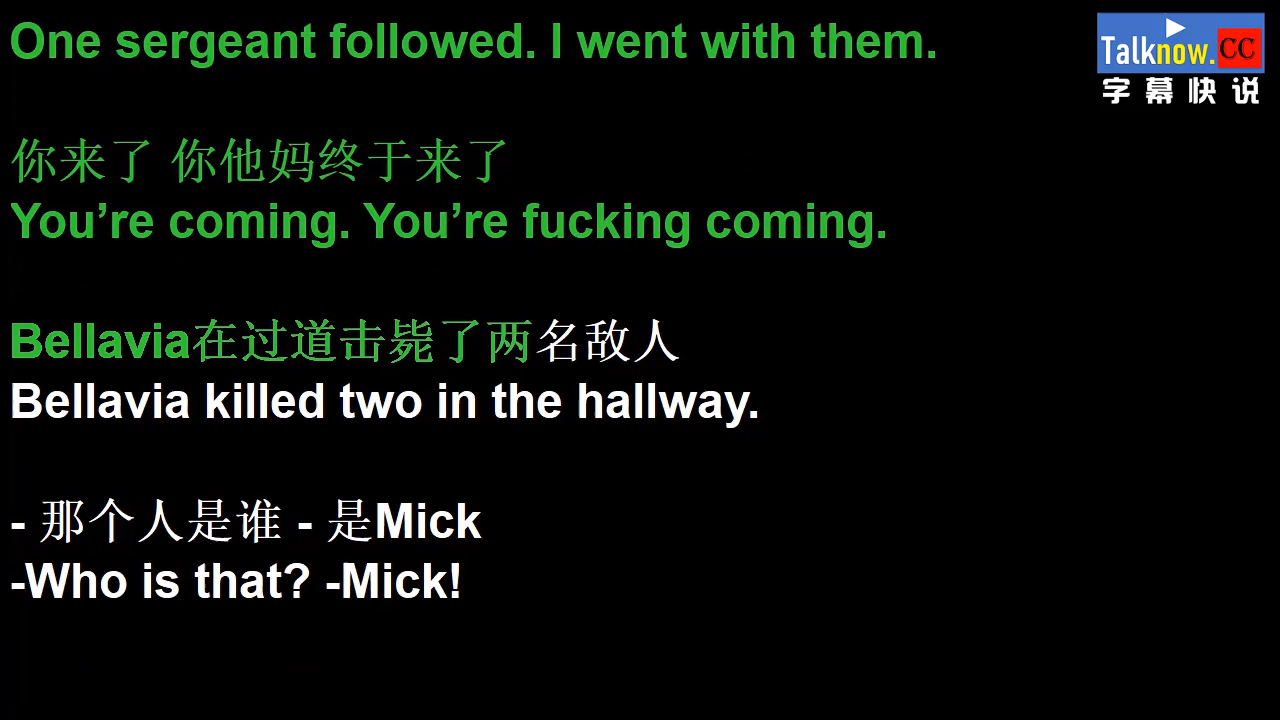 One sergeant followed. I went with them.
Talknow.CC
字幕快说
你来了 你他妈终于来了
You're coming. You're fucking coming.
Bellavia在过道击毙了两名敌人
Bellavia killed two in the hallway.
- 那个人是谁 - 是Mick
-Who is that? -Mick!